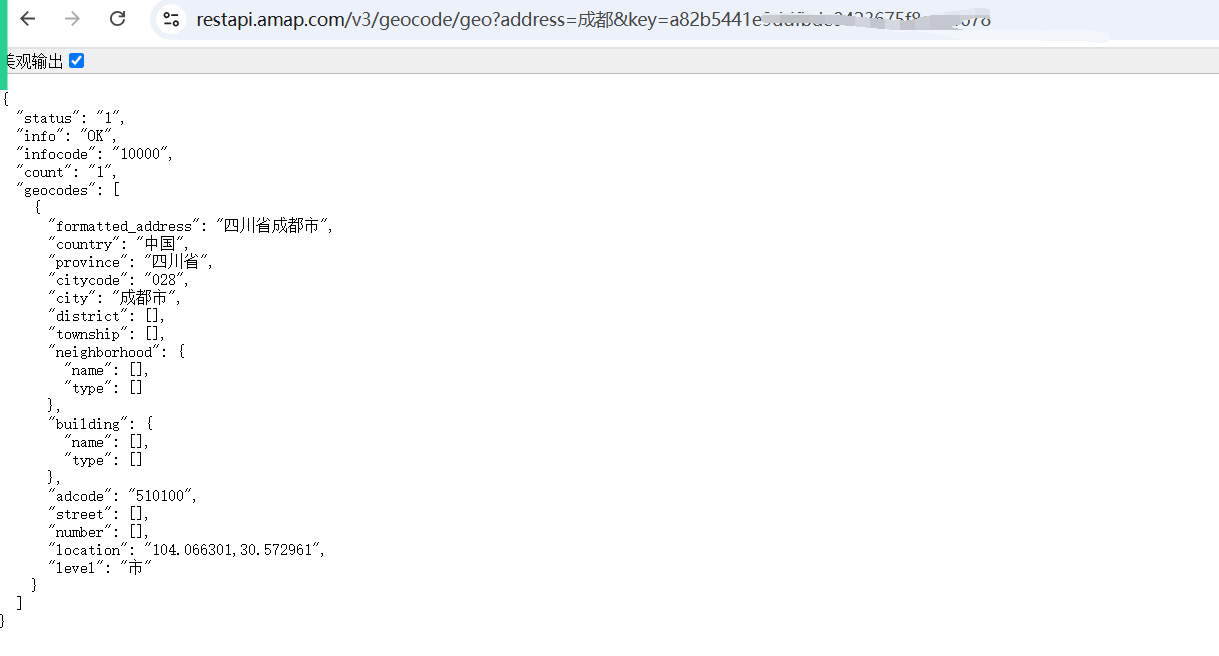 restapi.amap.com/v3/geocode/geo?address=成都&key=a82b5441e
美观输出
{
"status": "1",
"info": "OK",
"infocode": "10000",
"count": "1",
"geocodes": [
{
"formatted_address": "四川省成都市",
"country": "中国",
"province": "四川省",
"citycode": "028",
"city": "成都市",
"district": [],
"township": [],
"neighborhood": {
"name": [],
"type": []
},
"building": {
"name": [],
"type": []
},
"adcode": "510100",
"street": [],
"number": [],
"location": "104.066301,30.572961",
"level": "市"
}
]
}